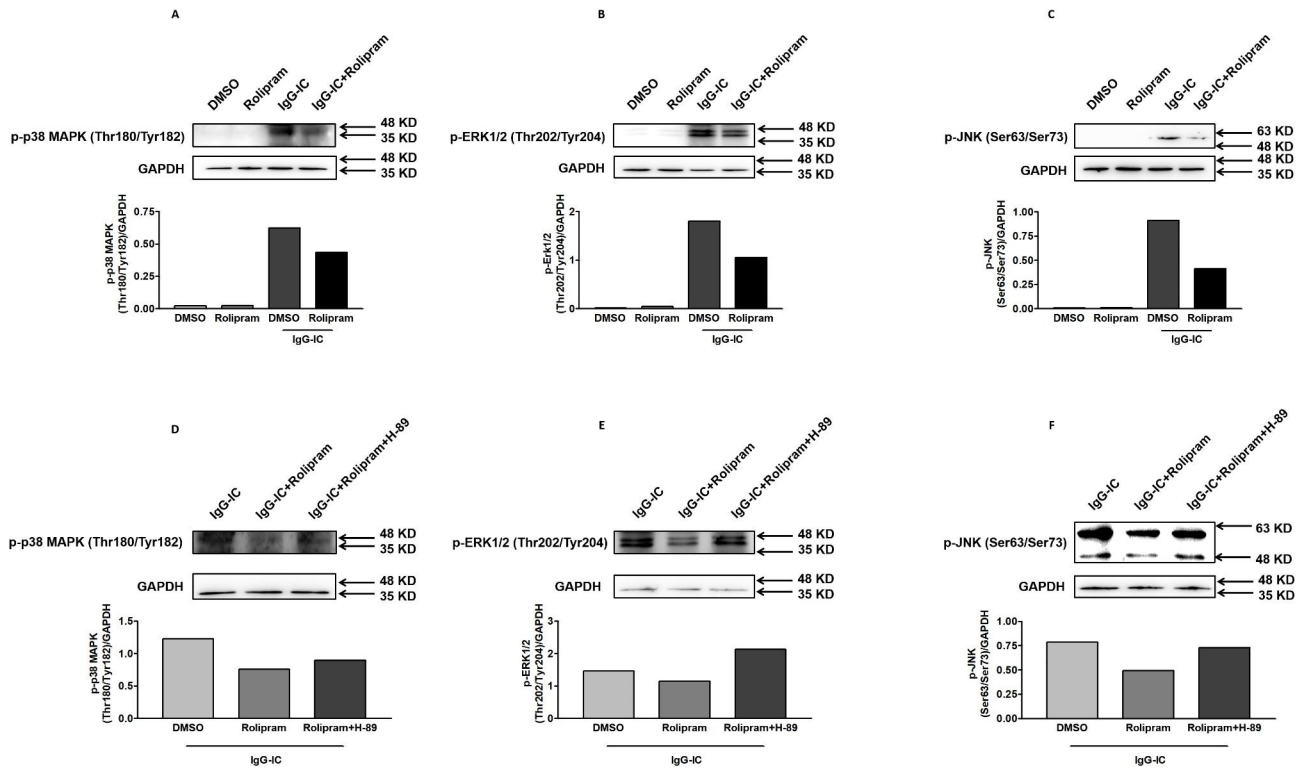 A
DMSO
Rolipram
IgG-IC
IgG-IC+Rolipram
p-p38 MAPK (Thr180/Tyr182)
48 KD
35 KD
GAPDH
48 KD
35 KD
p-p38 MAPK
(Thr180/Tyr182)/GAPDH
0.75
0.50
0.25
0.00
DMSO Rolipram DMSO Rolipram
IgG-IC
B
DMSO
Rolipram
IgG-IC
IgG-IC+Rolipram
p-ERK1/2 (Thr202/Tyr204)
48 KD
35 KD
GAPDH
48 KD
35 KD
p-Erk1/2
(Thr202/Tyr204)/GAPDH
2
1
0
DMSO Rolipram DMSO Rolipram
IgG-IC
C
DMSO
Rolipram
IgG-IC
IgG-IC+Rolipram
p-JNK (Ser63/Ser73)
63 KD
48 KD
GAPDH
48 KD
35 KD
p-JNK
(Ser63/Ser73)/GAPDH
1.00
0.75
0.50
0.25
0.00
DMSO Rolipram DMSO Rolipram
IgG-IC
D
IgG-IC
IgG-IC+Rolipram
IgG-IC+Rolipram+H-89
p-p38 MAPK (Thr180/Tyr182)
48 KD
35 KD
GAPDH
48 KD
35 KD
p-p38 MAPK
(Thr180/Tyr182)/GAPDH
1.5
1.0
0.5
0.0
DMSO Rolipram Rolipram+H-89
IgG-IC
E
IgG-IC
IgG-IC+Rolipram
IgG-IC+Rolipram+H-89
p-ERK1/2 (Thr202/Tyr204)
48 KD
35 KD
GAPDH
48 KD
35 KD
p-ERK1/2
(Thr202/Tyr204)/GAPDH
3
2
1
0
DMSO Rolipram Rolipram+H-89
IgG-IC
F
IgG-IC
IgG-IC+Rolipram
IgG-IC+Rolipram+H-89
p-JNK (Ser63/Ser73)
63 KD
48 KD
GAPDH
48 KD
35 KD
p-JNK
(Ser63/Ser73)/GAPDH
1.00
0.75
0.50
0.25
0.00
DMSO Rolipram Rolipram+H-89
IgG-IC